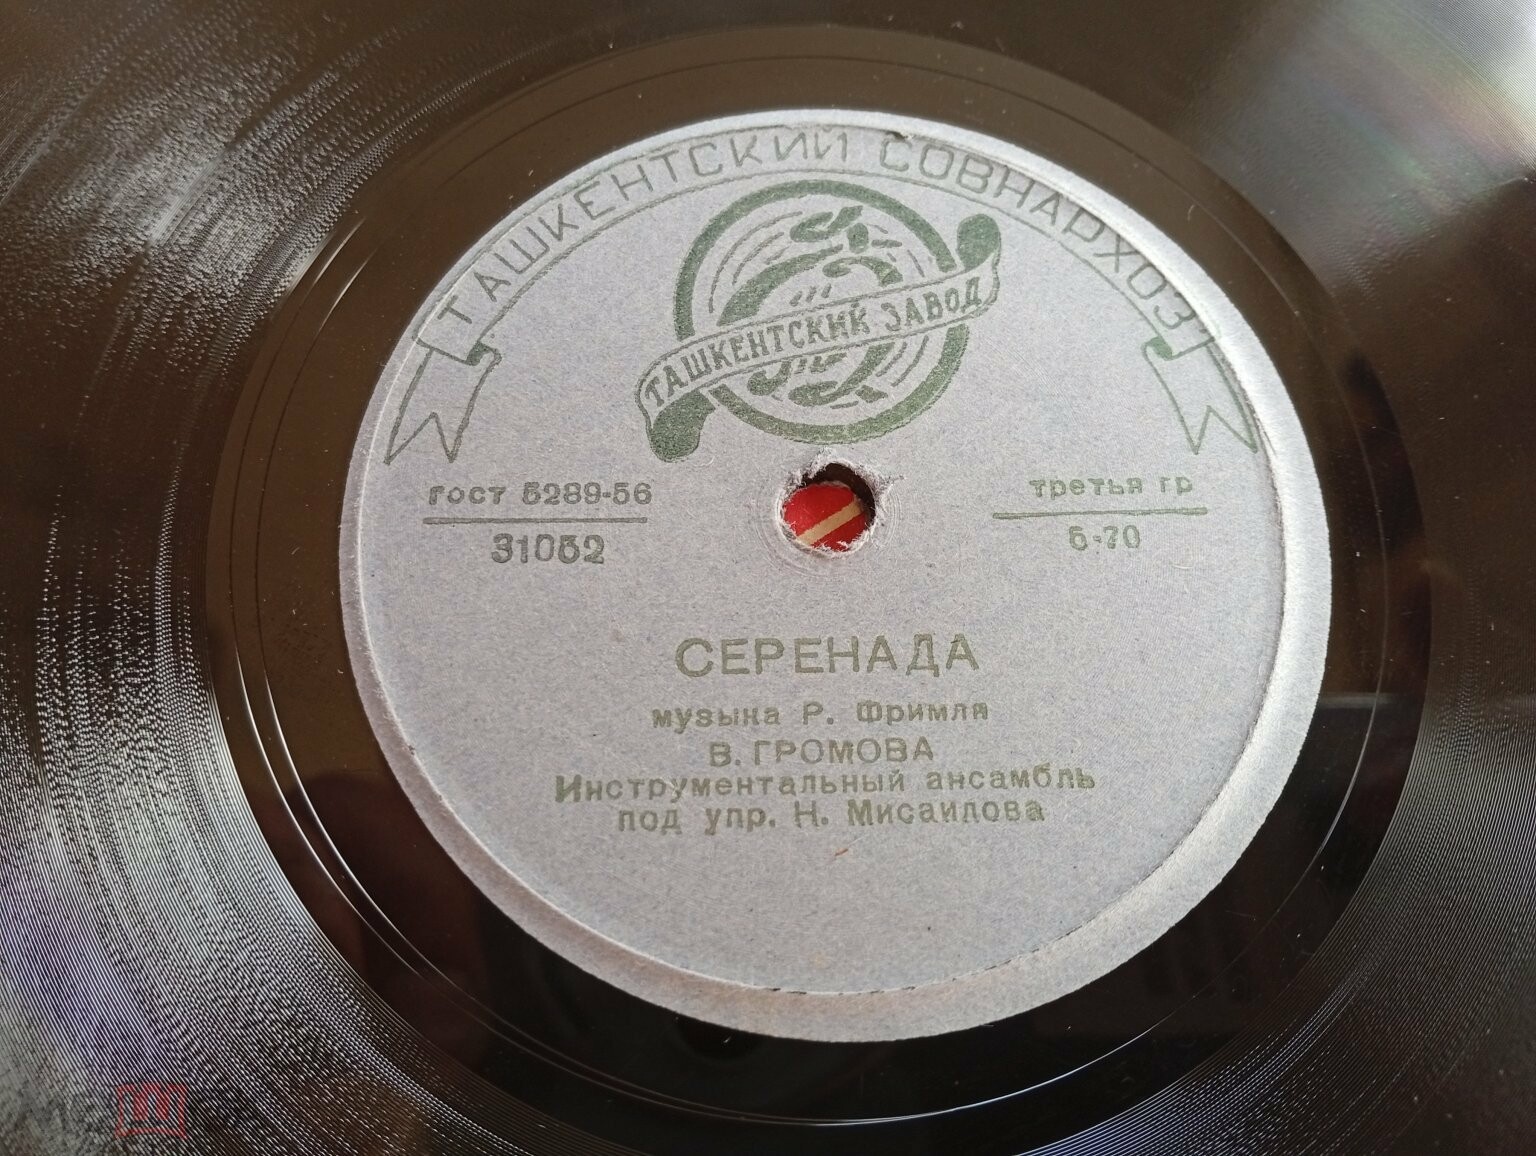 ТАШКЕНТСКИЙ СОВНАРХОЗ
ТАШКЕНТСКИЙ ЗАВОД
гост 5289-56
31052
третья гр
5-70
СЕРЕНАДА
музыка Р. Фримля
В. ГРОМОВА
Инструментальный ансамбль
под упр. Н. Мисаилова